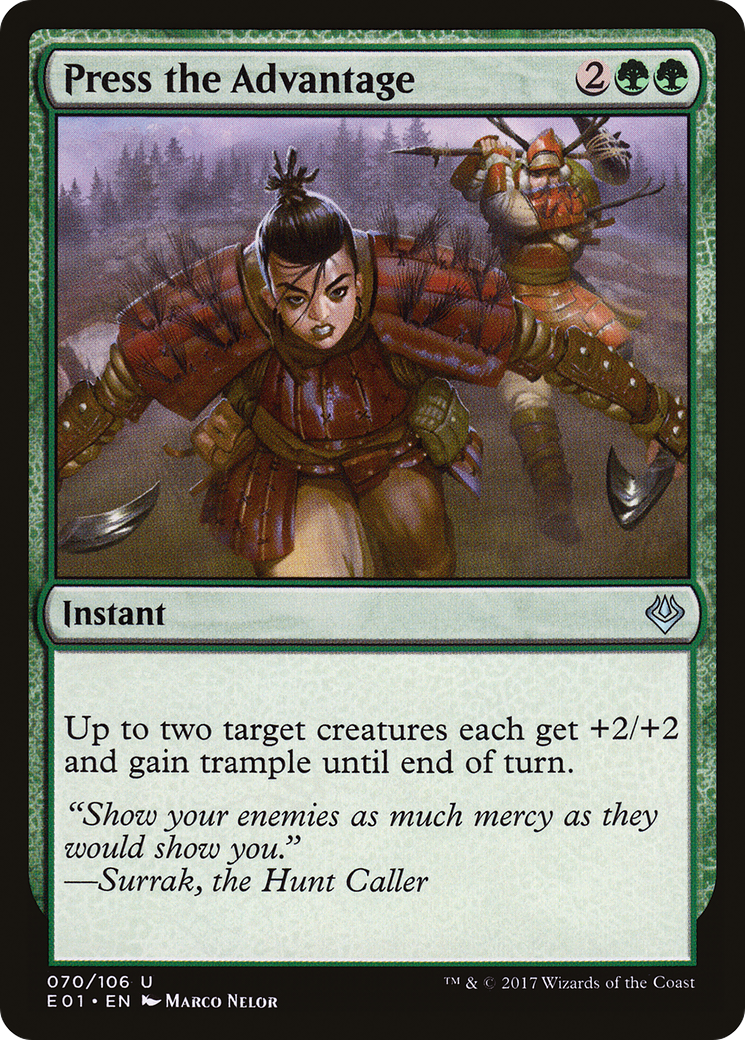 Press the Advantage 2
Instant
Up to two target creatures each get +2/+2
and gain trample until end of turn.
“Show your enemies as much mercy as they
would show you.”
—Surrak, the Hunt Caller
070/106 U ™ & © 2017 Wizards of the Coast
E01 • EN Marco Nelor